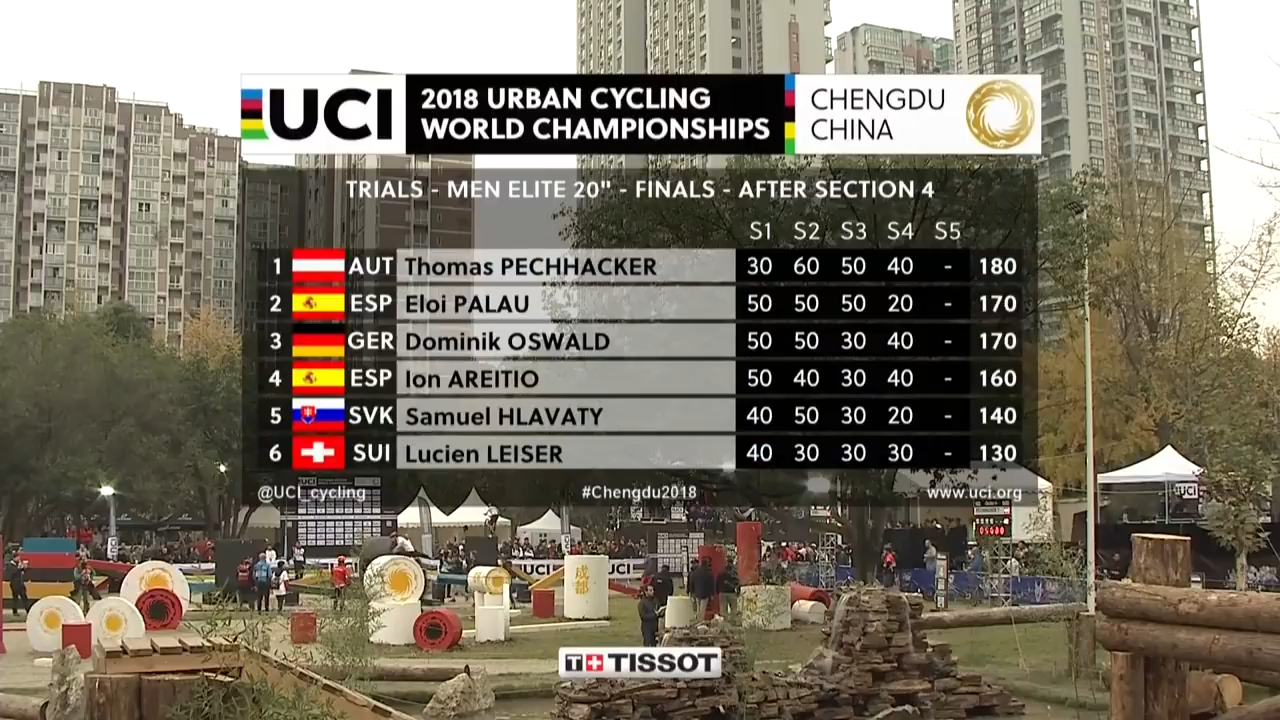 UCI 2018 URBAN CYCLING WORLD CHAMPIONSHIPS CHENGDU CHINA
TRIALS - MEN ELITE 20" - FINALS - AFTER SECTION 4
S1 S2 S3 S4 S5
1 AUT Thomas PECHHACKER 30 60 50 40 - 180
2 ESP Eloi PALAU 50 50 50 20 - 170
3 GER Dominik OSWALD 50 50 30 40 - 170
4 ESP Ion AREITIO 50 40 30 40 - 160
5 SVK Samuel HLAVATY 40 50 30 20 - 140
6 SUI Lucien LEISER 40 30 30 30 - 130
@UCI_cycling #Chengdu2018 www.uci.org
UCI
UCI
成都
TISSOT